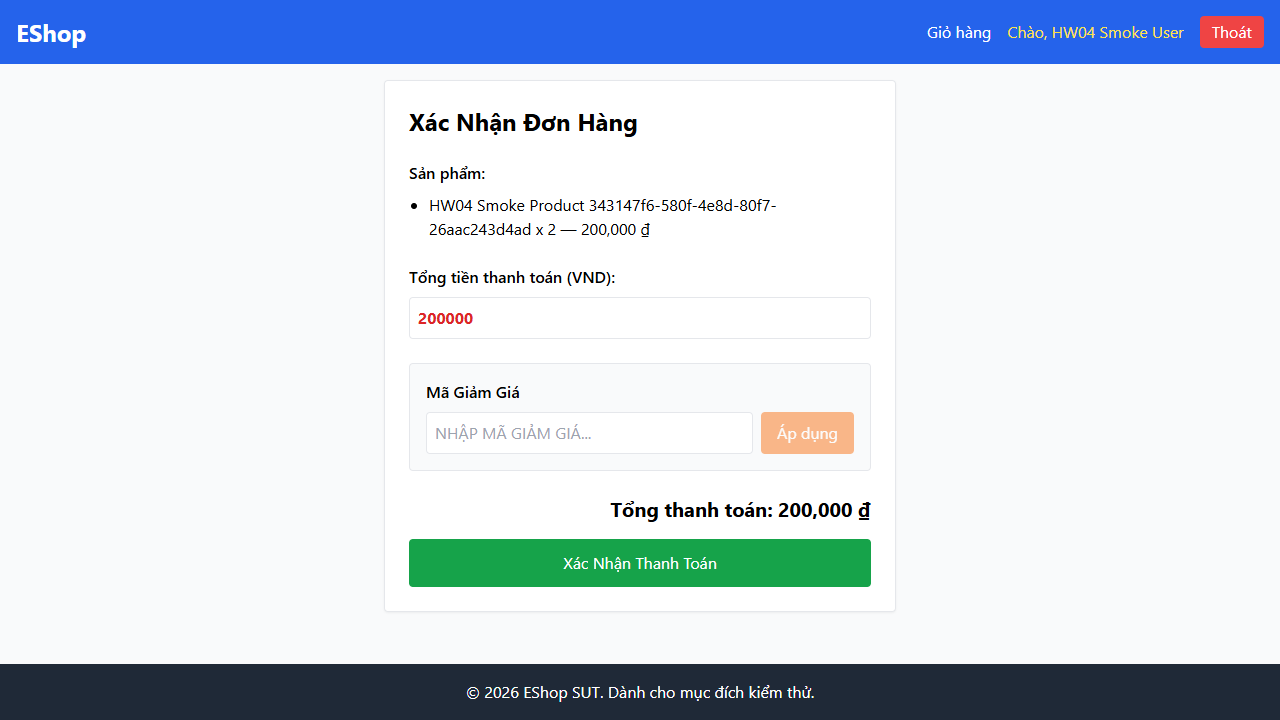 EShop
Giỏ hàng
Chào, HW04 Smoke User
Thoát
Xác Nhận Đơn Hàng
Sản phẩm:
HW04 Smoke Product 343147f6-580f-4e8d-80f7-
26aac243d4ad x 2 — 200,000 ₫
Tổng tiền thanh toán (VND):
200000
Mã Giảm Giá
NHẬP MÃ GIẢM GIÁ...
Áp dụng
Tổng thanh toán: 200,000 ₫
Xác Nhận Thanh Toán
© 2026 EShop SUT. Dành cho mục đích kiểm thử.